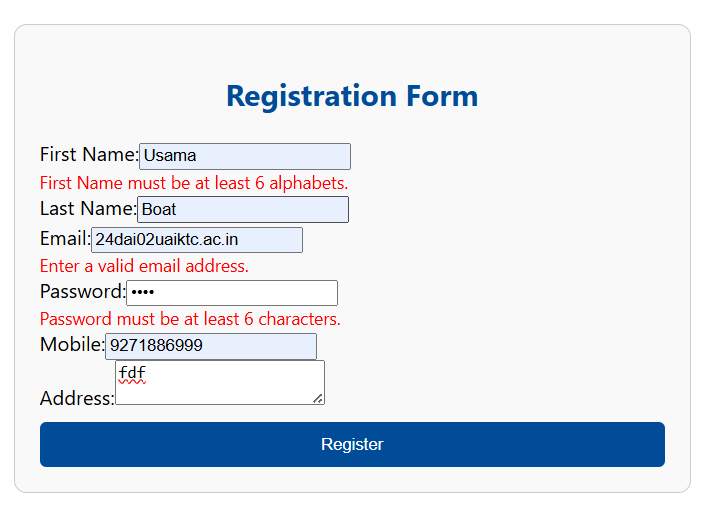 Registration Form
First Name: Usama
First Name must be at least 6 alphabets.
Last Name: Boat
Email: 24dai02uaiktc.ac.in
Enter a valid email address.
Password: ••••
Password must be at least 6 characters.
Mobile: 9271886999
Address: fdf
Register